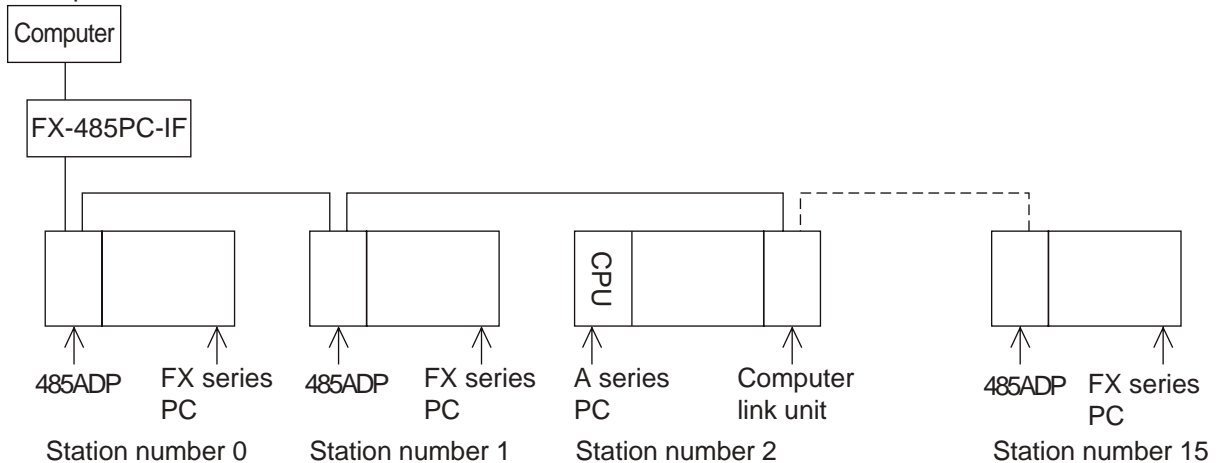 Computer
FX-485PC-IF
CPU
485ADP
FX series
PC
485ADP
FX series
PC
A series
PC
Computer
link unit
485ADP
FX series
PC
Station number 0
Station number 1
Station number 2
Station number 15